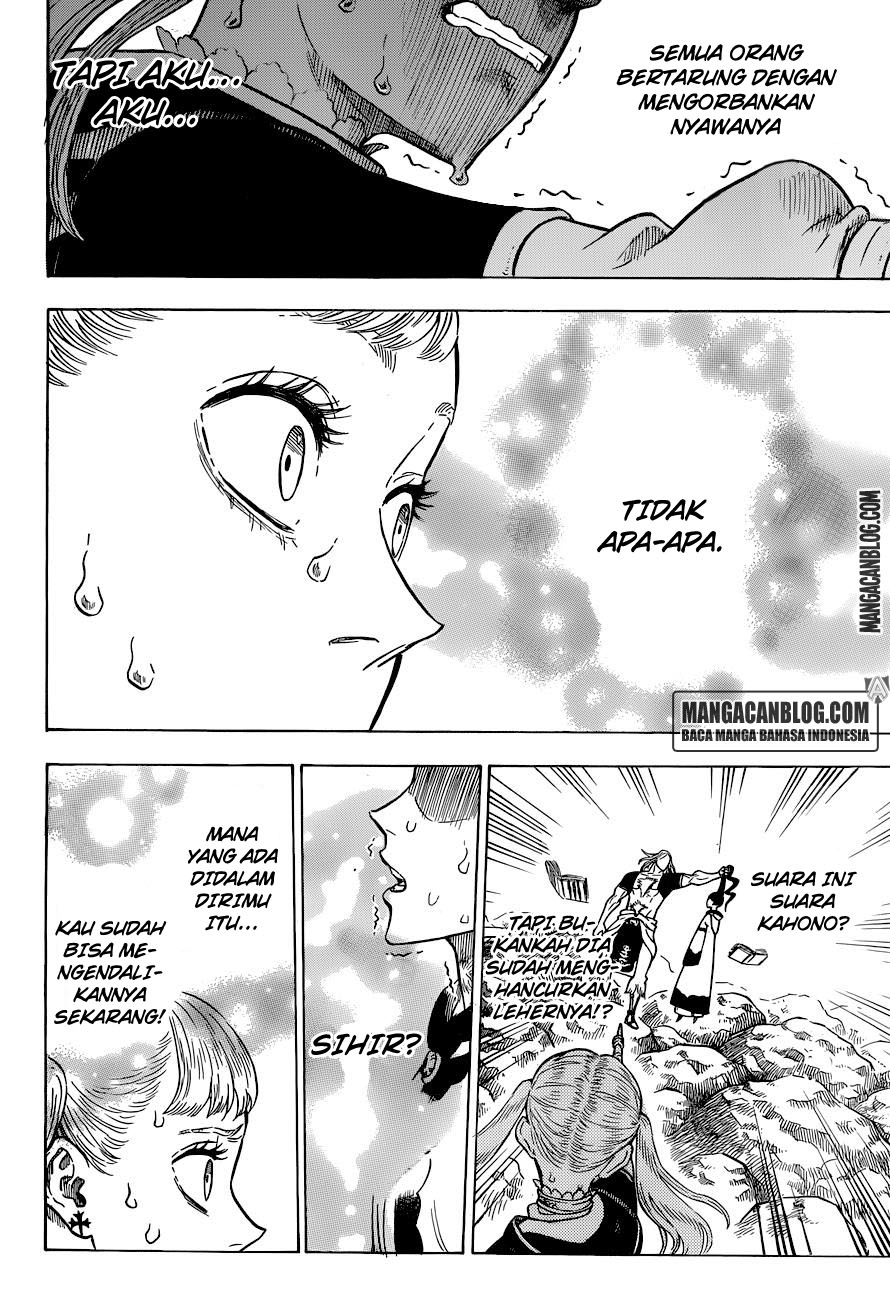 SEMUA ORANG
BERTARUNG DENGAN
MENGORBANKAN
NYAWANYA
TAPI AKU...
AKU...
TIDAK
APA-APA.
MANGACANBLOG.COM
MANGACANBLOG.COM
BACA MANGA BAHASA INDONESIA
SUARA INI
SUARA
KAHONO?
TAPI BU-
KANKAH DIA
SUDAH MENG-
HANCURKAN
LEHERNYA!?
SIHIR?
MANA
YANG ADA
DIDALAM
DIRIMU
ITU...
KAU SUDAH
BISA ME-
NGENDALI-
KANNYA
SEKARANG!